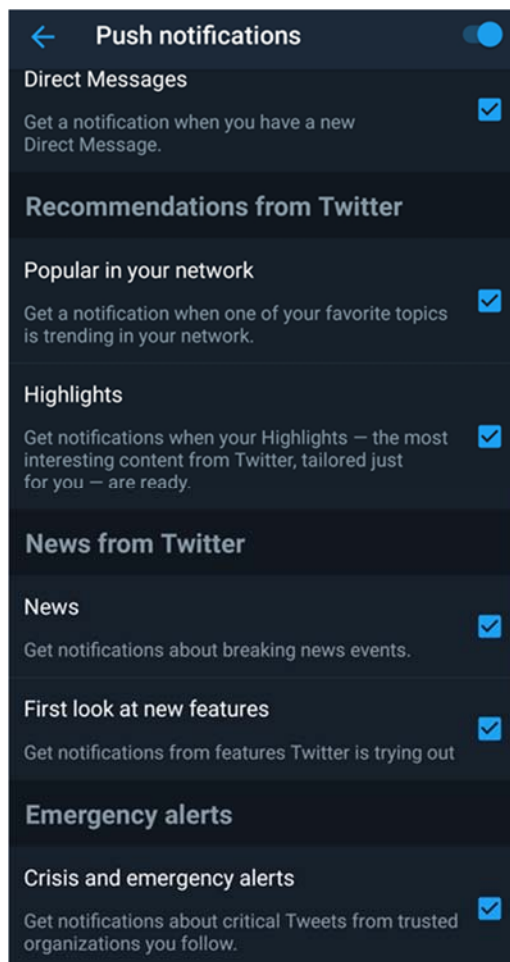 Push notifications
Direct Messages
Get a notification when you have a new
Direct Message.
Recommendations from Twitter
Popular in your network
Get a notification when one of your favorite topics
is trending in your network.
Highlights
Get notifications when your Highlights — the most
interesting content from Twitter, tailored just
for you — are ready.
News from Twitter
News
Get notifications about breaking news events.
First look at new features
Get notifications from features Twitter is trying out
Emergency alerts
Crisis and emergency alerts
Get notifications about critical Tweets from trusted
organizations you follow.